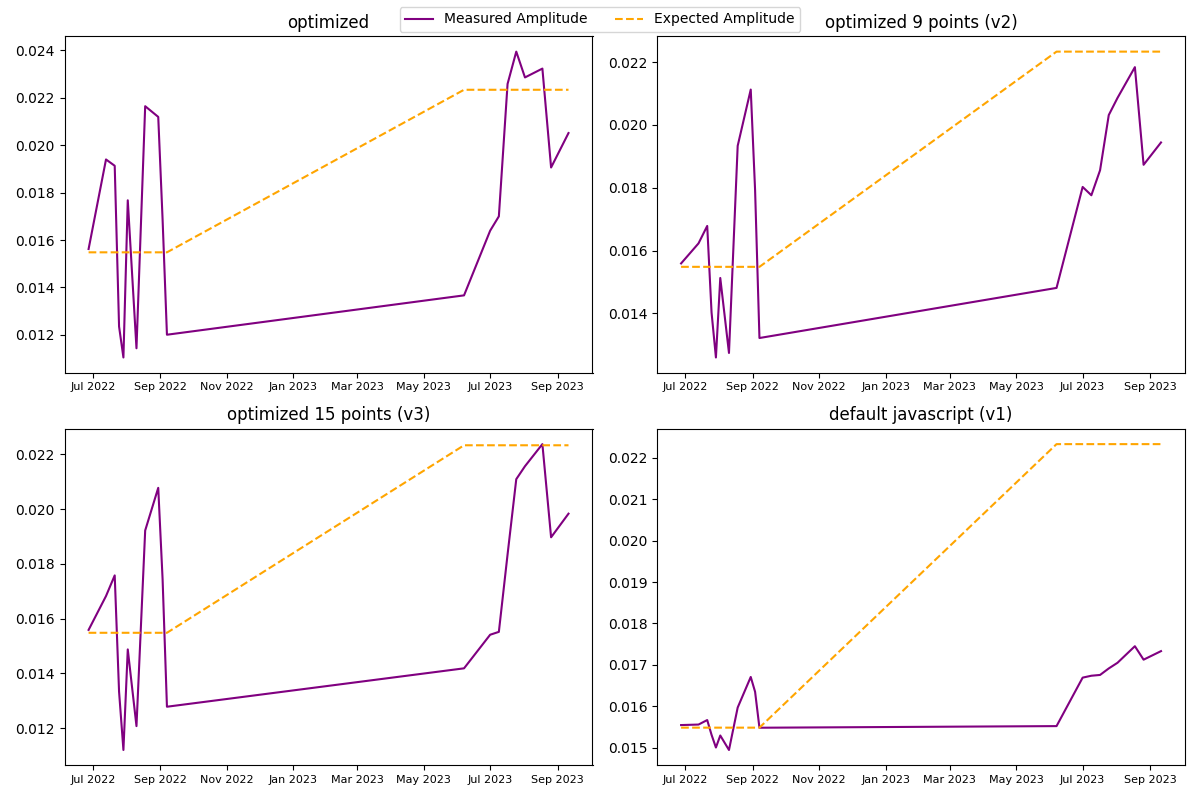 Measured Amplitude Expected Amplitude
optimized
0.024
0.022
0.020
0.018
0.016
0.014
0.012
Jul 2022 Sep 2022 Nov 2022 Jan 2023 Mar 2023 May 2023 Jul 2023 Sep 2023
optimized 9 points (v2)
0.022
0.020
0.018
0.016
0.014
Jul 2022 Sep 2022 Nov 2022 Jan 2023 Mar 2023 May 2023 Jul 2023 Sep 2023
optimized 15 points (v3)
0.022
0.020
0.018
0.016
0.014
0.012
Jul 2022 Sep 2022 Nov 2022 Jan 2023 Mar 2023 May 2023 Jul 2023 Sep 2023
default javascript (v1)
0.022
0.021
0.020
0.019
0.018
0.017
0.016
0.015
Jul 2022 Sep 2022 Nov 2022 Jan 2023 Mar 2023 May 2023 Jul 2023 Sep 2023